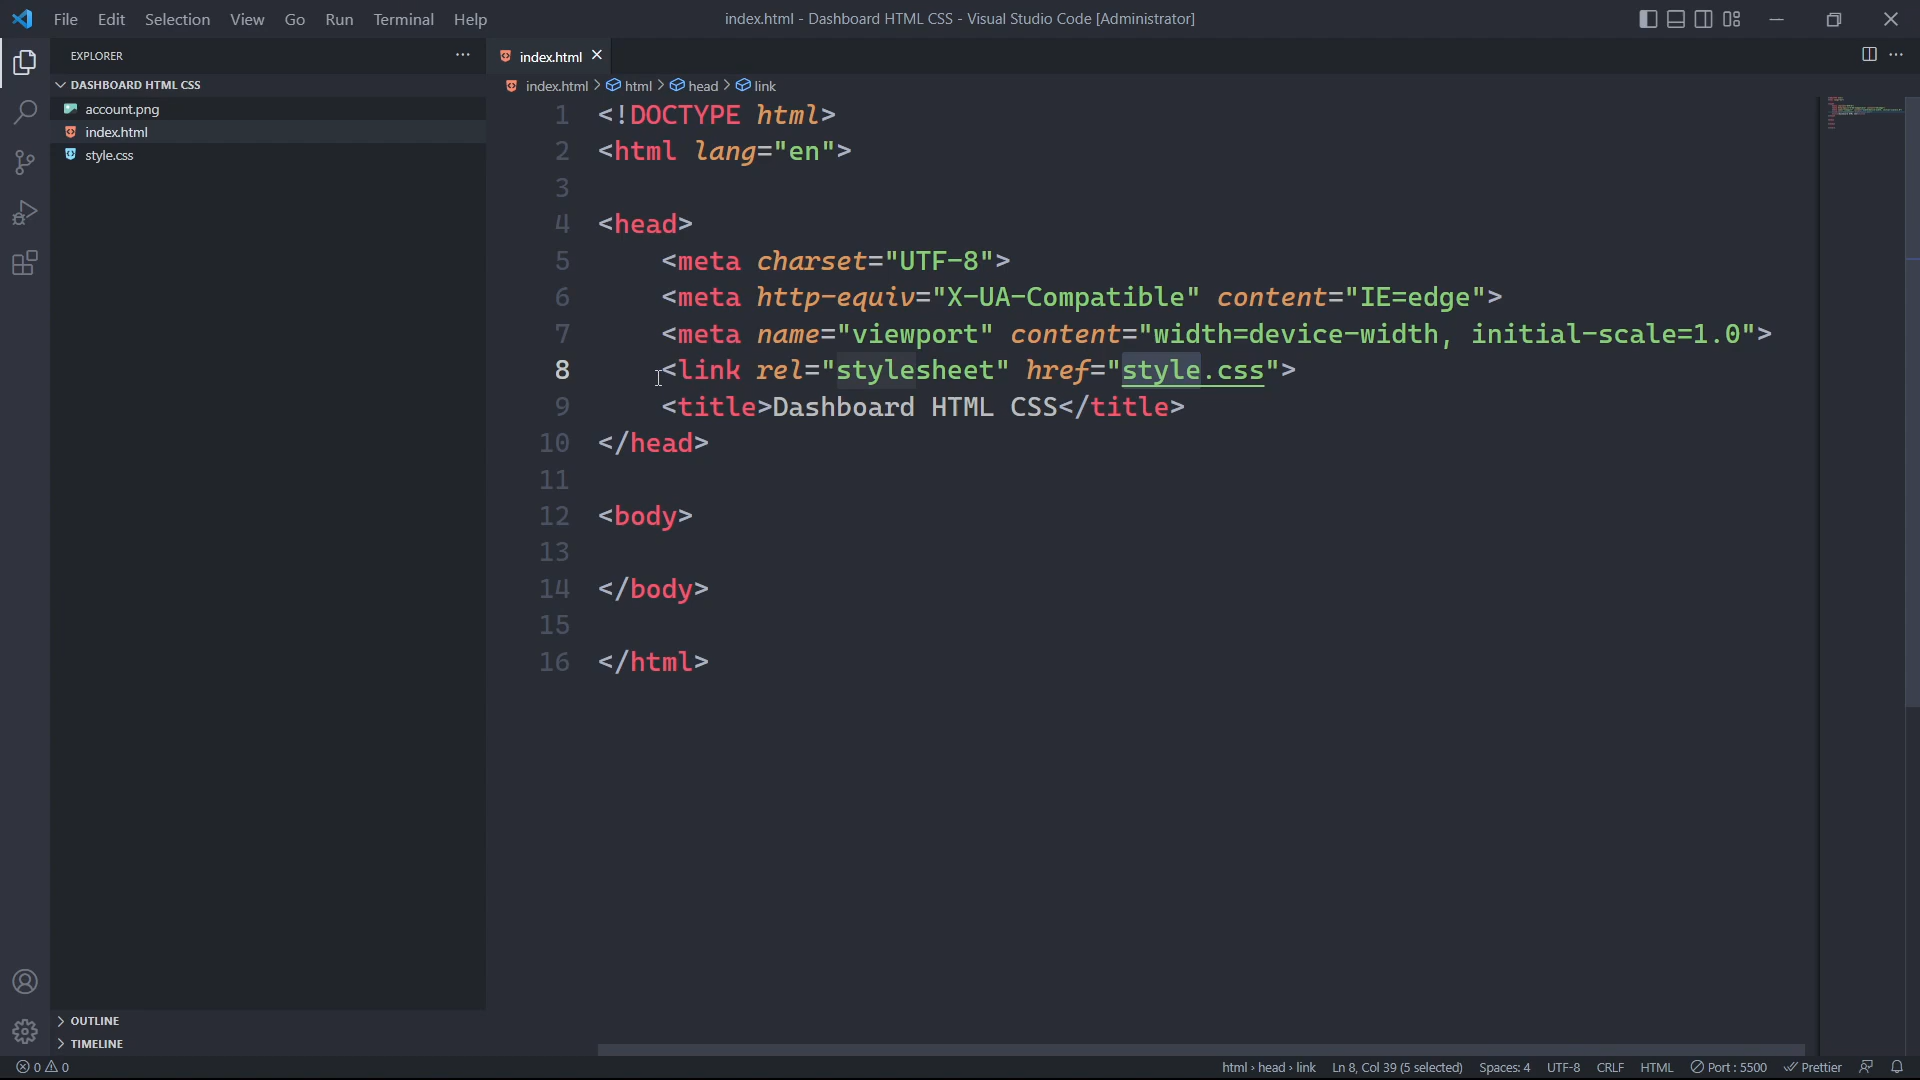 File Edit Selection View Go Run Terminal Help
index.html - Dashboard HTML CSS - Visual Studio Code [Administrator]
EXPLORER
DASHBOARD HTML CSS
account.png
index.html
style.css
OUTLINE
TIMELINE
index.html
index.html > html > head > link
1 <!DOCTYPE html>
2 <html lang="en">
3
4 <head>
5 <meta charset="UTF-8">
6 <meta http-equiv="X-UA-Compatible" content="IE=edge">
7 <meta name="viewport" content="width=device-width, initial-scale=1.0">
8 <link rel="stylesheet" href="style.css">
9 <title>Dashboard HTML CSS</title>
10 </head>
11
12 <body>
13
14 </body>
15
16 </html>
0 0 html › head › link Ln 8, Col 39 (5 selected) Spaces: 4 UTF-8 CRLF HTML Port : 5500 Prettier